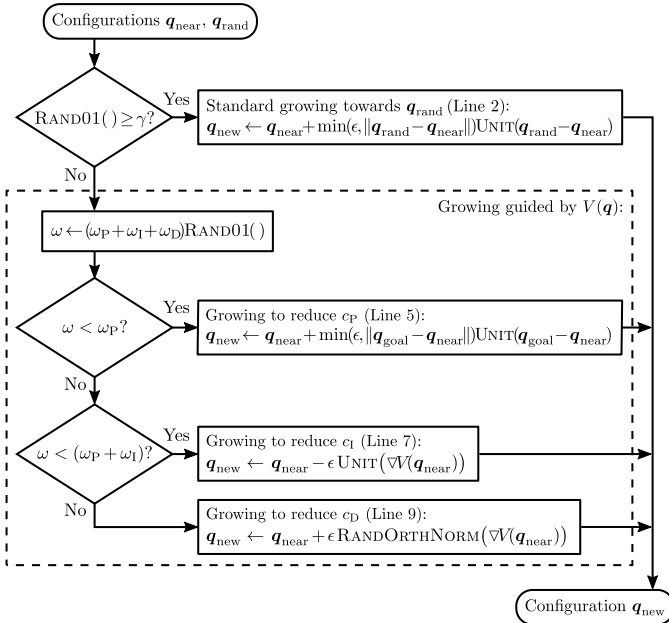 Configurations q_near, q_rand
RAND01( ) ≥ γ?
Yes
Standard growing towards q_rand (Line 2):
q_new ← q_near + min(ϵ, ‖q_rand − q_near‖)UNIT(q_rand − q_near)
No
Growing guided by V(q):
ω ← (ω_P + ω_I + ω_D)RAND01( )
ω < ω_P?
Yes
Growing to reduce c_P (Line 5):
q_new ← q_near + min(ϵ, ‖q_goal − q_near‖)UNIT(q_goal − q_near)
No
ω < (ω_P + ω_I)?
Yes
Growing to reduce c_I (Line 7):
q_new ← q_near − ϵ UNIT(∇V(q_near))
No
Growing to reduce c_D (Line 9):
q_new ← q_near + ϵ RANDORTHNORM(∇V(q_near))
Configuration q_new